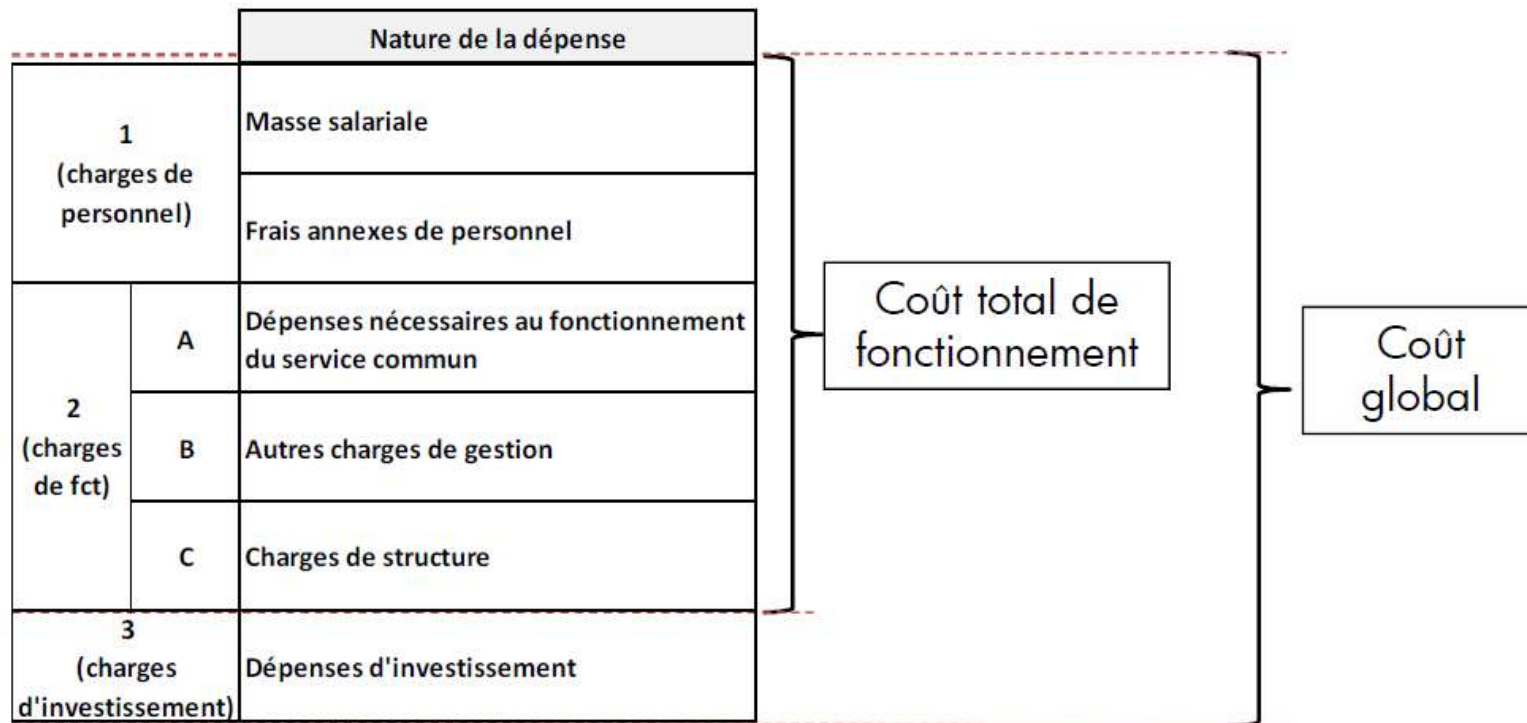 Nature de la dépense
1
(charges de
personnel)
Masse salariale
Frais annexes de personnel
2
(charges
de fct)
A
Dépenses nécessaires au fonctionnement
du service commun
B
Autres charges de gestion
C
Charges de structure
3
(charges
d'investissement)
Dépenses d'investissement
Coût total de
fonctionnement
Coût
global